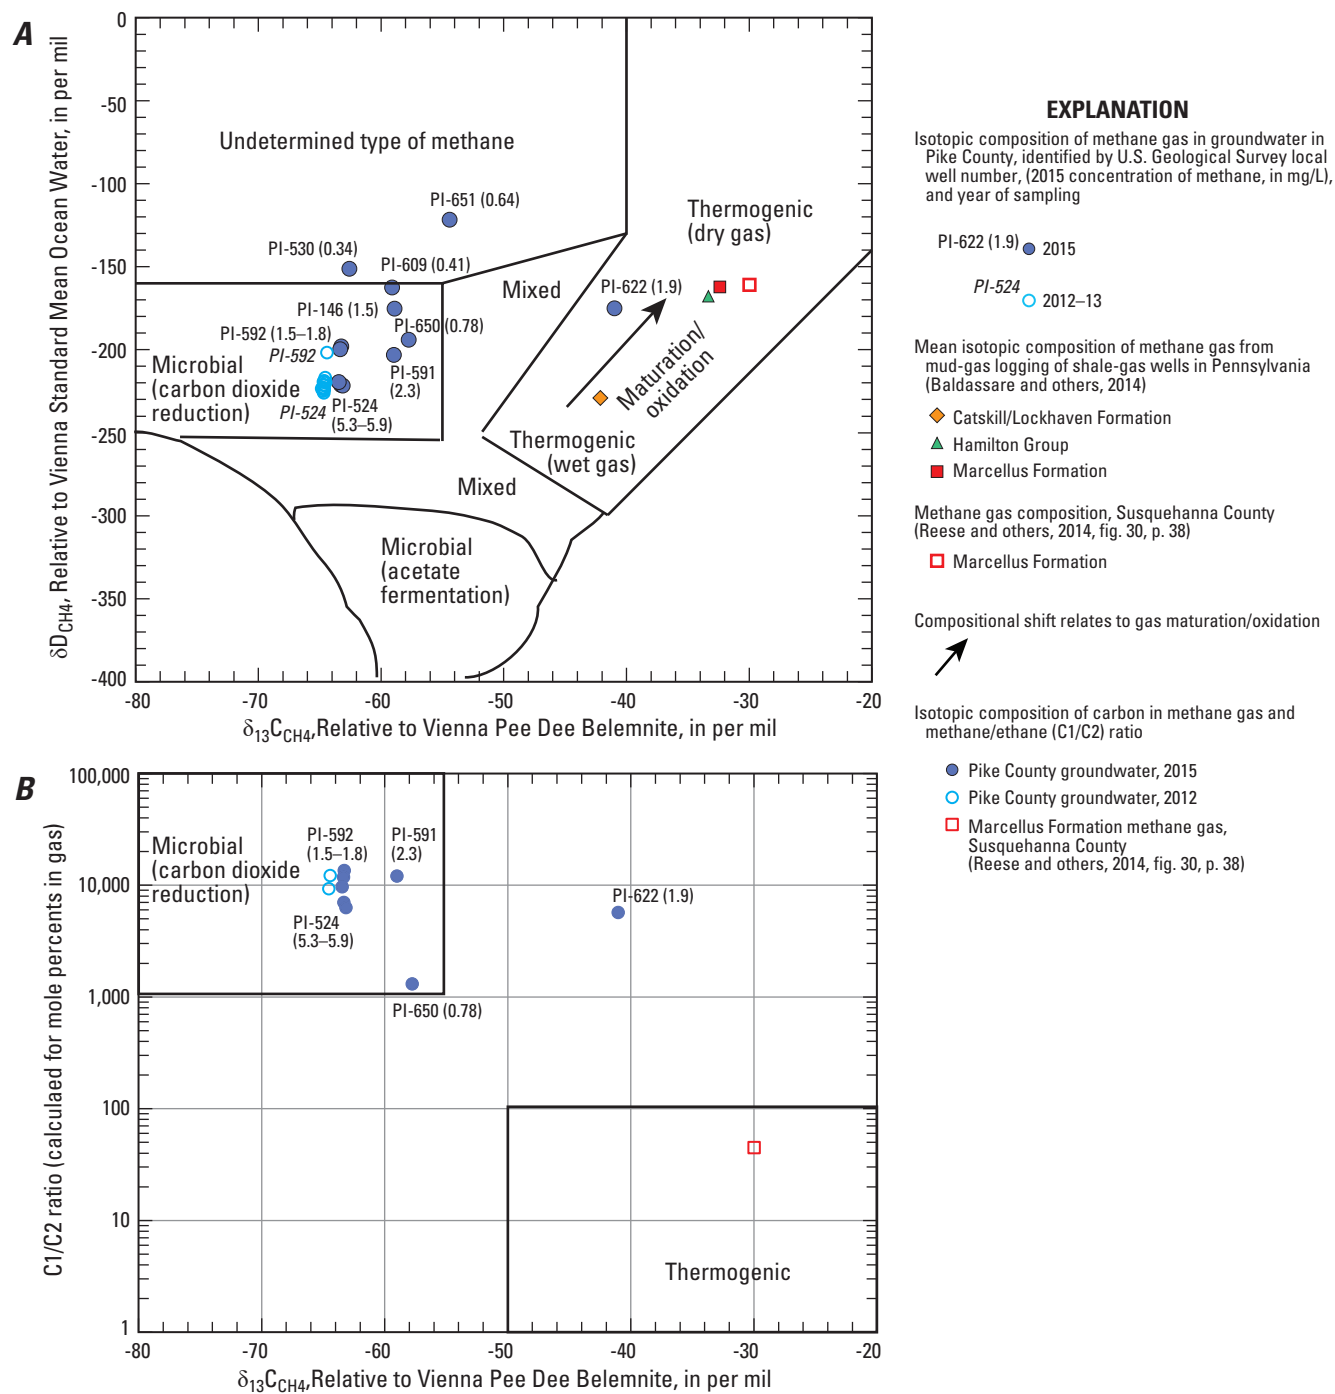 A
0
-50
-100
-150
-200
-250
-300
-350
-400
δD_CH4, Relative to Vienna Standard Mean Ocean Water, in per mil
Undetermined type of methane
PI-651 (0.64)
PI-530 (0.34)
PI-609 (0.41)
Thermogenic
(dry gas)
Mixed
PI-622 (1.9)
PI-146 (1.5)
PI-592 (1.5–1.8)
PI-650 (0.78)
PI-592
Microbial
(carbon dioxide
reduction)
PI-591
(2.3)
PI-524
PI-524
(5.3–5.9)
Maturation/
oxidation
Thermogenic
(wet gas)
Mixed
Microbial
(acetate
fermentation)
-80
-70
-60
-50
-40
-30
-20
δ13C_CH4,Relative to Vienna Pee Dee Belemnite, in per mil
B
100,000
10,000
1,000
100
10
1
C1/C2 ratio (calculaed for mole percents in gas)
Microbial
(carbon dioxide
reduction)
PI-592
(1.5–1.8)
PI-591
(2.3)
PI-524
(5.3–5.9)
PI-622 (1.9)
PI-650 (0.78)
Thermogenic
-80
-70
-60
-50
-40
-30
-20
δ13C_CH4,Relative to Vienna Pee Dee Belemnite, in per mil
EXPLANATION
Isotopic composition of methane gas in groundwater in
Pike County, identified by U.S. Geological Survey local
well number, (2015 concentration of methane, in mg/L),
and year of sampling
PI-622 (1.9) 2015
PI-524
2012–13
Mean isotopic composition of methane gas from
mud-gas logging of shale-gas wells in Pennsylvania
(Baldassare and others, 2014)
Catskill/Lockhaven Formation
Hamilton Group
Marcellus Formation
Methane gas composition, Susquehanna County
(Reese and others, 2014, fig. 30, p. 38)
Marcellus Formation
Compositional shift relates to gas maturation/oxidation
Isotopic composition of carbon in methane gas and
methane/ethane (C1/C2) ratio
Pike County groundwater, 2015
Pike County groundwater, 2012
Marcellus Formation methane gas,
Susquehanna County
(Reese and others, 2014, fig. 30, p. 38)